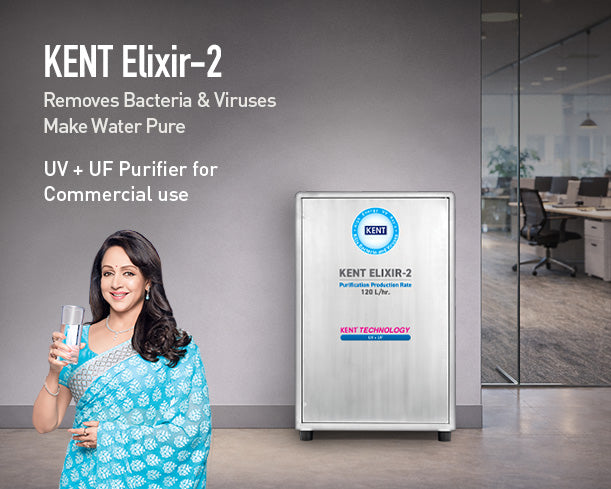 KENT Elixir-2
Removes Bacteria & Viruses
Make Water Pure
UV + UF Purifier for
Commercial use
KENT
KENT ELIXIR-2
Purification Production Rate
120 L/hr.
KENT TECHNOLOGY
UV + UF